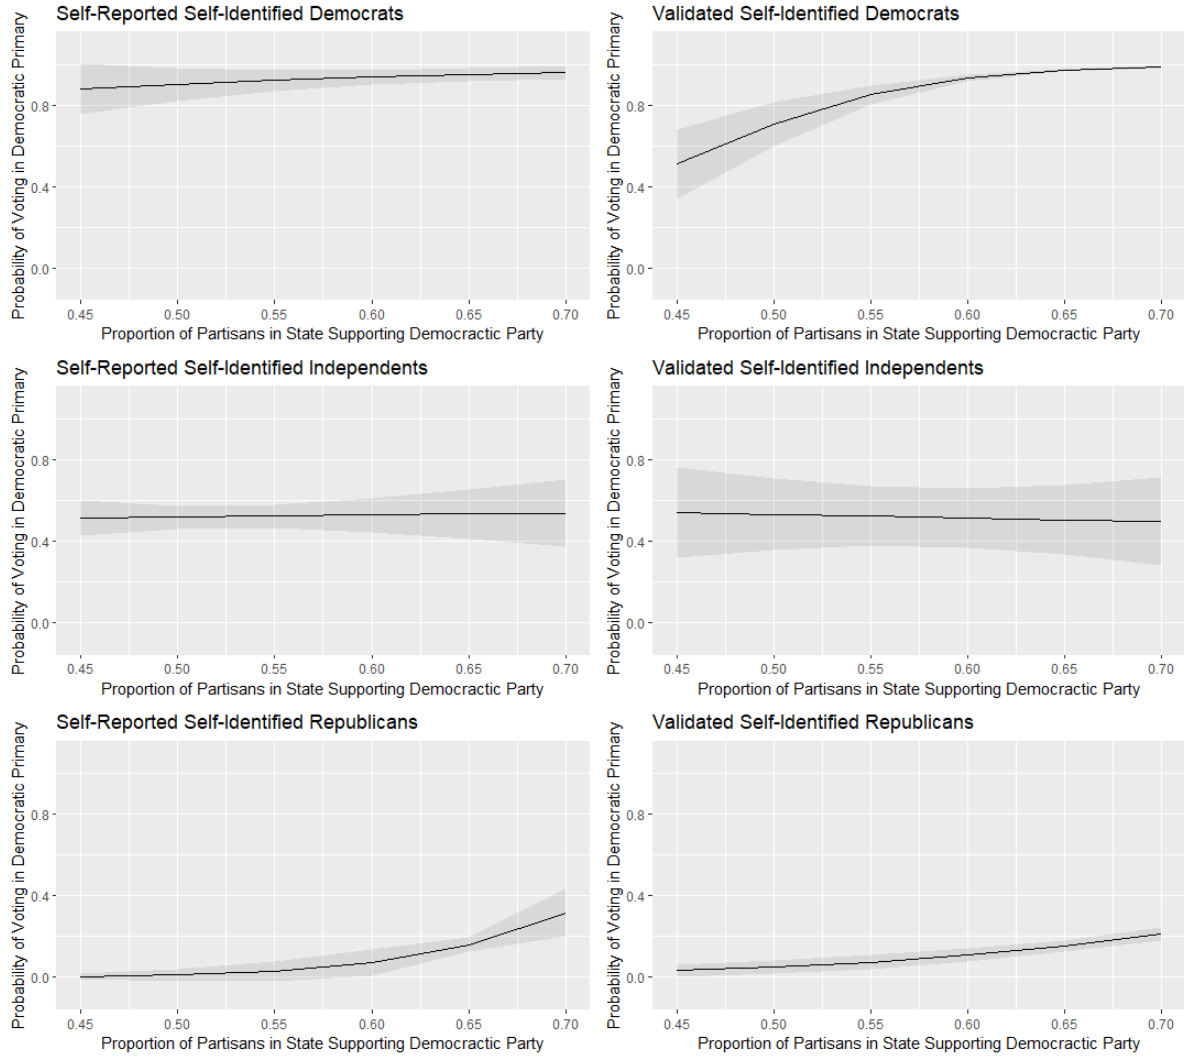 Self-Reported Self-Identified Democrats
Probability of Voting in Democratic Primary
0.8
0.4
0.0
0.45 0.50 0.55 0.60 0.65 0.70
Proportion of Partisans in State Supporting Democractic Party
Validated Self-Identified Democrats
Probability of Voting in Democratic Primary
0.8
0.4
0.0
0.45 0.50 0.55 0.60 0.65 0.70
Proportion of Partisans in State Supporting Democractic Party
Self-Reported Self-Identified Independents
Probability of Voting in Democratic Primary
0.8
0.4
0.0
0.45 0.50 0.55 0.60 0.65 0.70
Proportion of Partisans in State Supporting Democractic Party
Validated Self-Identified Independents
Probability of Voting in Democratic Primary
0.8
0.4
0.0
0.45 0.50 0.55 0.60 0.65 0.70
Proportion of Partisans in State Supporting Democractic Party
Self-Reported Self-Identified Republicans
Probability of Voting in Democratic Primary
0.8
0.4
0.0
0.45 0.50 0.55 0.60 0.65 0.70
Proportion of Partisans in State Supporting Democractic Party
Validated Self-Identified Republicans
Probability of Voting in Democratic Primary
0.8
0.4
0.0
0.45 0.50 0.55 0.60 0.65 0.70
Proportion of Partisans in State Supporting Democractic Party